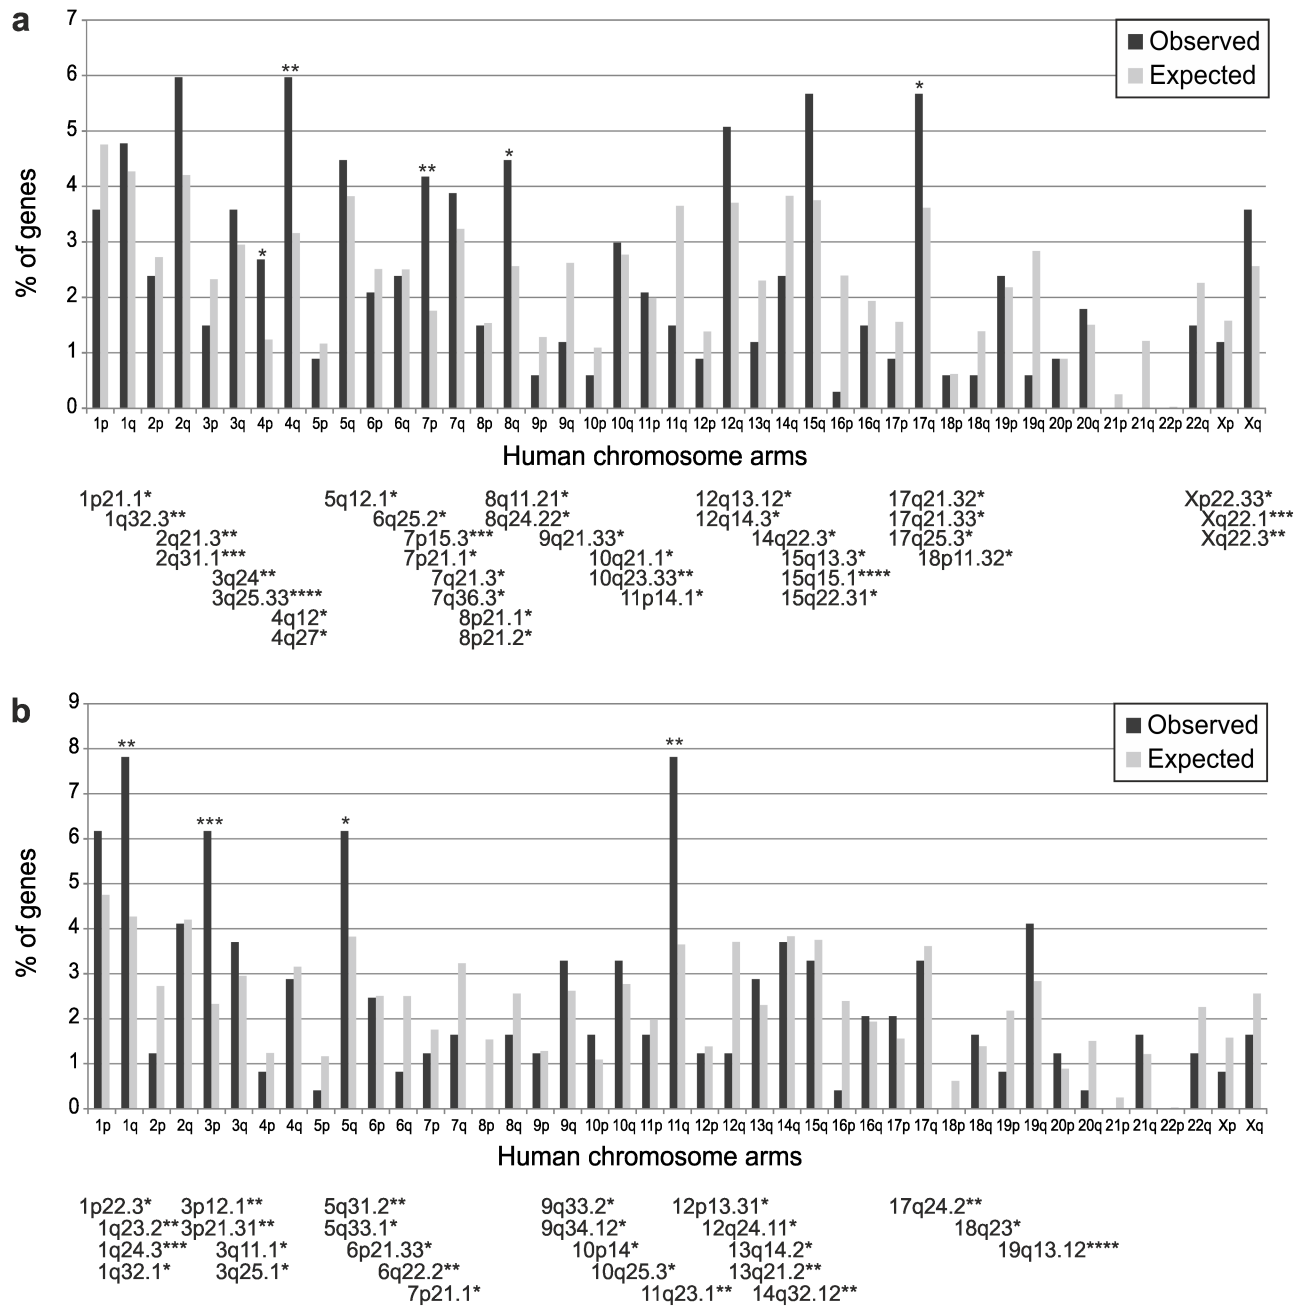 a
7
6
5
4
3
2
1
0
% of genes
Observed
Expected
**
*
**
*
*
1p 1q 2p 2q 3p 3q 4p 4q 5p 5q 6p 6q 7p 7q 8p 8q 9p 9q 10p 10q 11p 11q 12p 12q 13q 14q 15q 16p 16q 17p 17q 18p 18q 19p 19q 20p 20q 21p 21q 22p 22q Xp Xq
Human chromosome arms
1p21.1* 5q12.1* 8q11.21* 12q13.12* 17q21.32* Xp22.33*
1q32.3** 6q25.2* 8q24.22* 12q14.3* 17q21.33* Xq22.1***
2q21.3** 7p15.3*** 9q21.33* 14q22.3* 17q25.3* Xq22.3**
2q31.1*** 7p21.1* 10q21.1* 15q13.3* 18p11.32*
3q24** 7q21.3* 10q23.33** 15q15.1****
3q25.33**** 7q36.3* 11p14.1* 15q22.31*
4q12* 8p21.1*
4q27* 8p21.2*
b
9
8
7
6
5
4
3
2
1
0
% of genes
Observed
Expected
**
**
***
*
1p 1q 2p 2q 3p 3q 4p 4q 5p 5q 6p 6q 7p 7q 8p 8q 9p 9q 10p 10q 11p 11q 12p 12q 13q 14q 15q 16p 16q 17p 17q 18p 18q 19p 19q 20p 20q 21p 21q 22p 22q Xp Xq
Human chromosome arms
1p22.3* 3p12.1** 5q31.2** 9q33.2* 12p13.31* 17q24.2**
1q23.2** 3p21.31** 5q33.1* 9q34.12* 12q24.11* 18q23*
1q24.3*** 3q11.1* 6p21.33* 10p14* 13q14.2* 19q13.12****
1q32.1* 3q25.1* 6q22.2** 10q25.3* 13q21.2**
7p21.1* 11q23.1** 14q32.12**